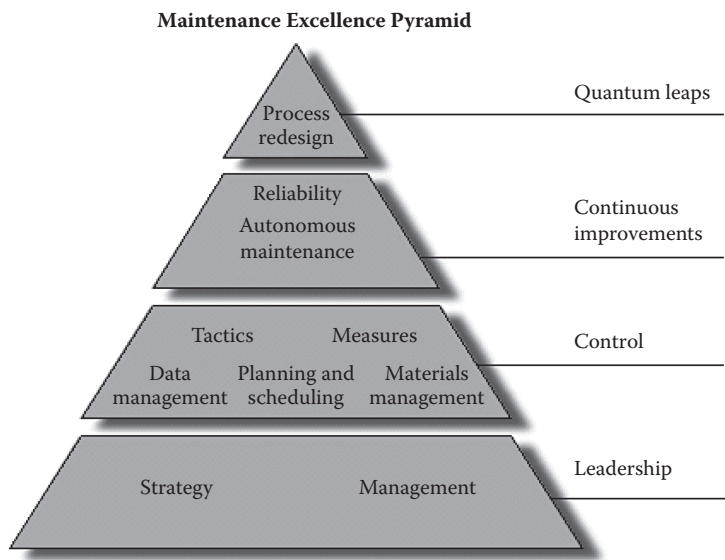 Maintenance Excellence Pyramid
Process
redesign
Quantum leaps
Reliability
Autonomous
maintenance
Continuous
improvements
Tactics
Measures
Data
management
Planning and
scheduling
Materials
management
Control
Strategy
Management
Leadership